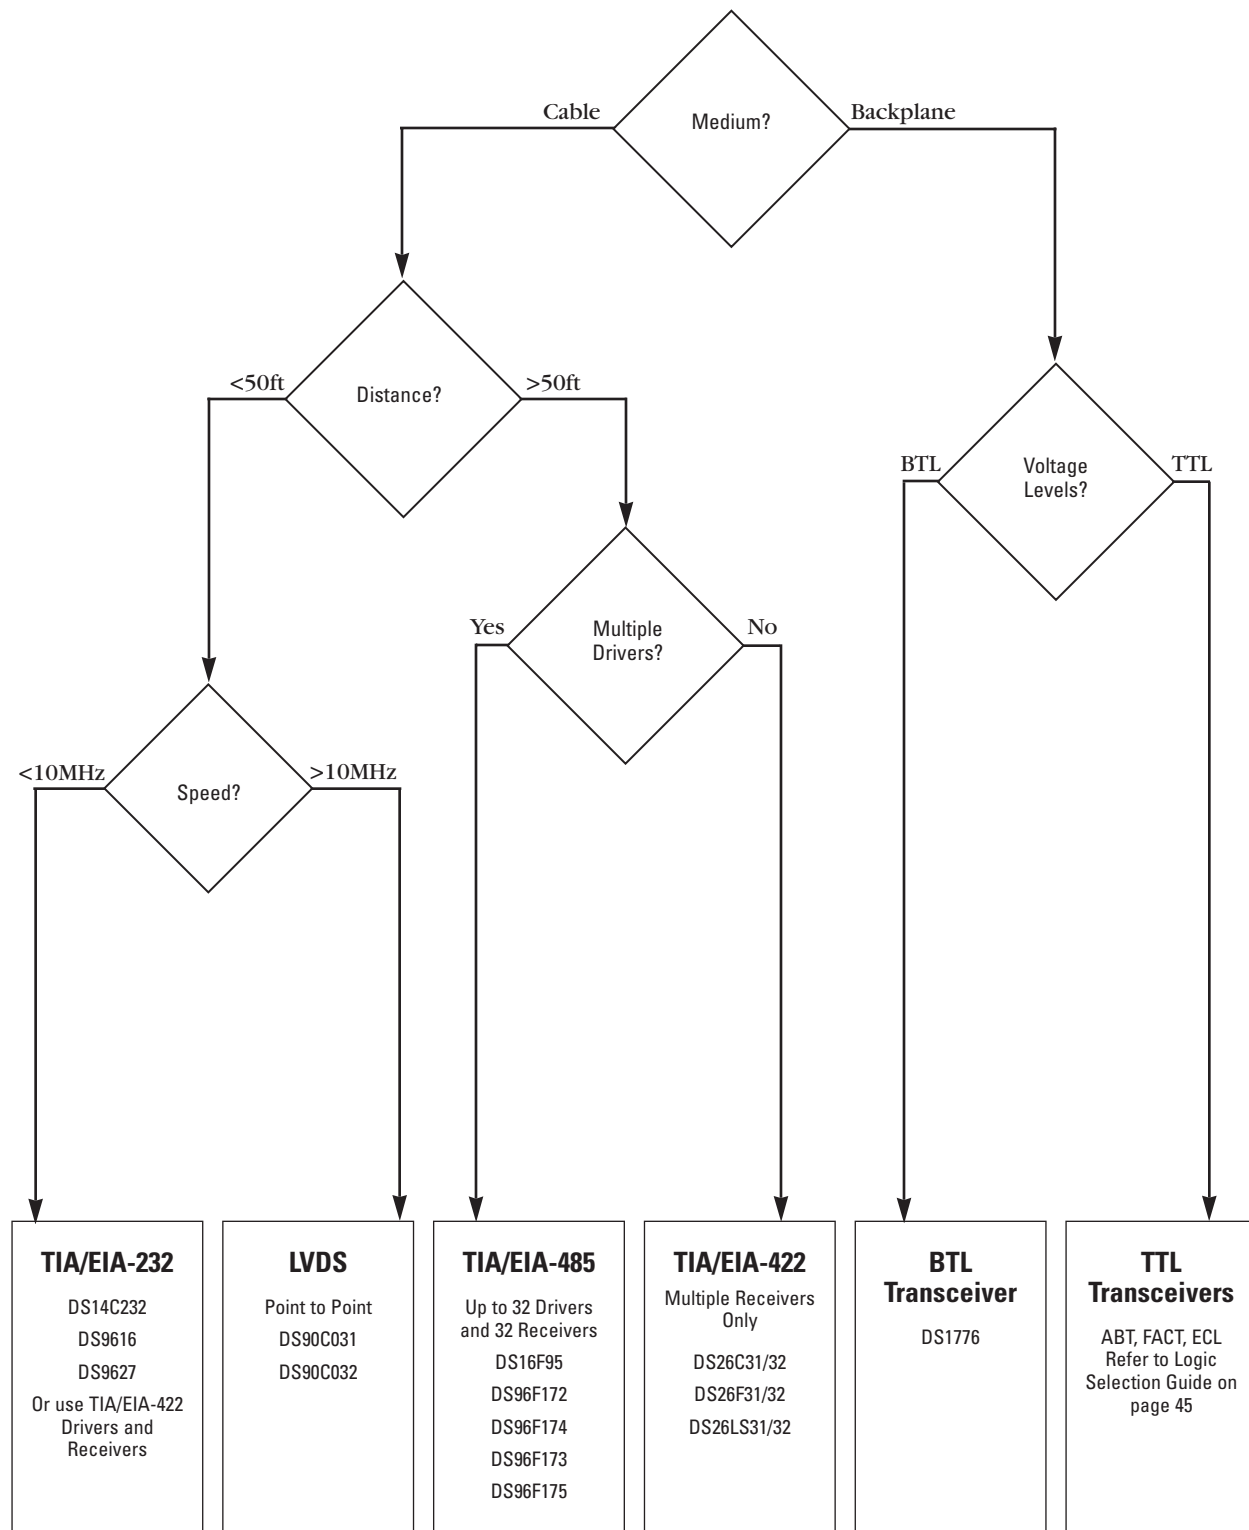 Medium?
Cable
Backplane
Distance?
<50ft
>50ft
Voltage
Levels?
BTL
TTL
Multiple
Drivers?
Yes
No
Speed?
<10MHz
>10MHz
TIA/EIA-232
DS14C232
DS9616
DS9627
Or use TIA/EIA-422
Drivers and
Receivers
LVDS
Point to Point
DS90C031
DS90C032
TIA/EIA-485
Up to 32 Drivers
and 32 Receivers
DS16F95
DS96F172
DS96F174
DS96F173
DS96F175
TIA/EIA-422
Multiple Receivers
Only
DS26C31/32
DS26F31/32
DS26LS31/32
BTL
Transceiver
DS1776
TTL
Transceivers
ABT, FACT, ECL
Refer to Logic
Selection Guide on
page 45